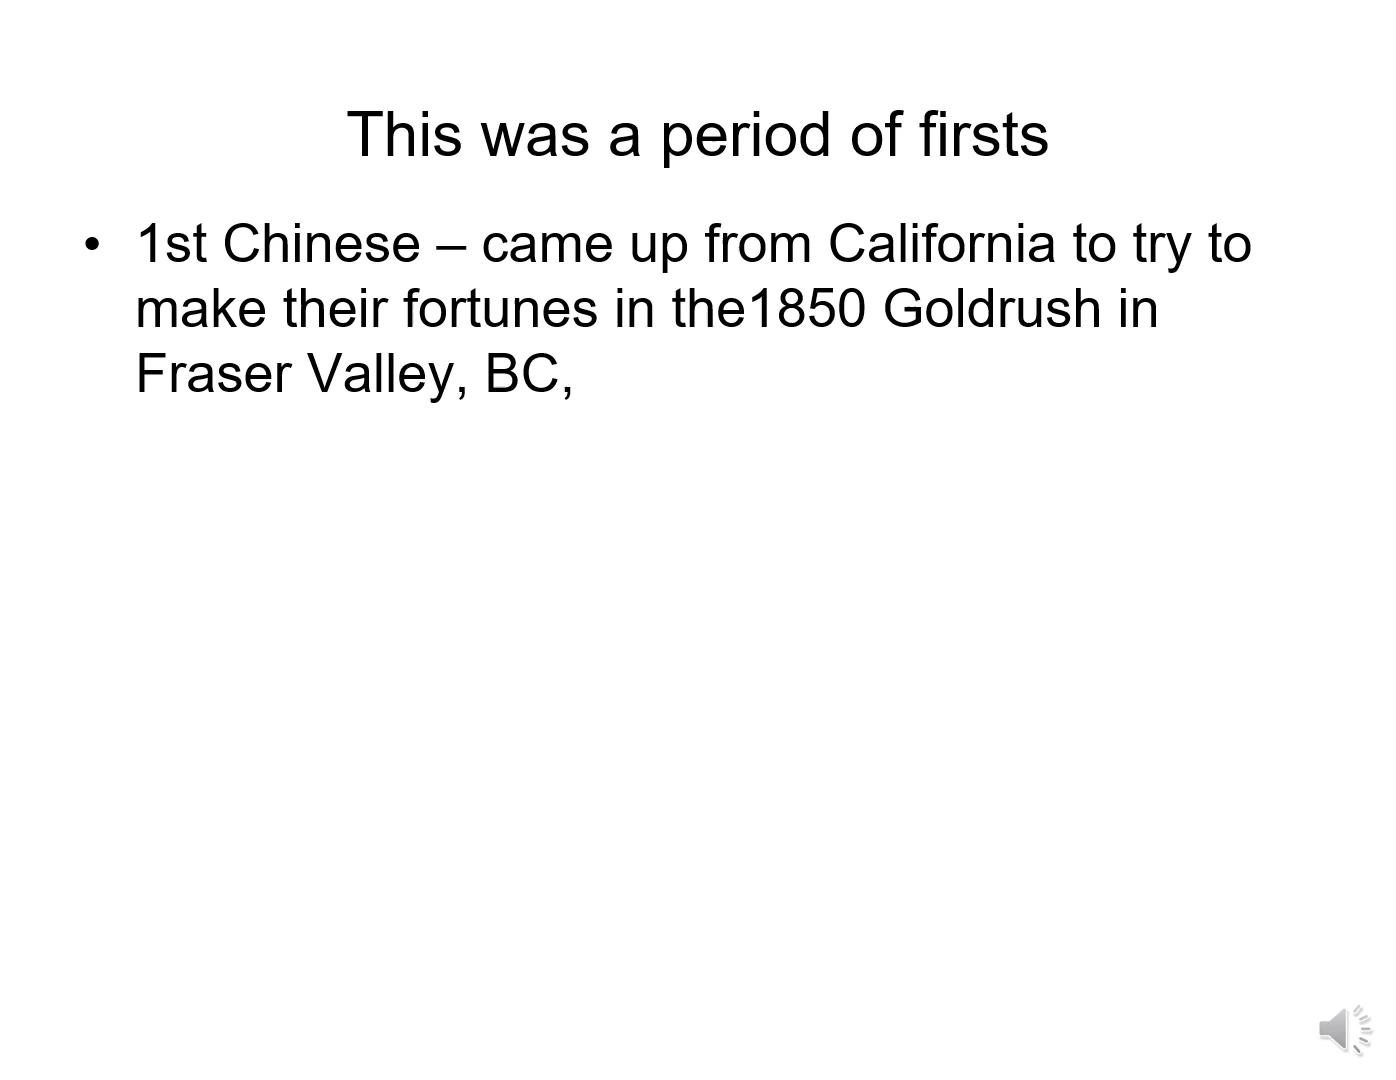 This was a period of firsts
• 1st Chinese – came up from California to try to
make their fortunes in the1850 Goldrush in
Fraser Valley, BC,